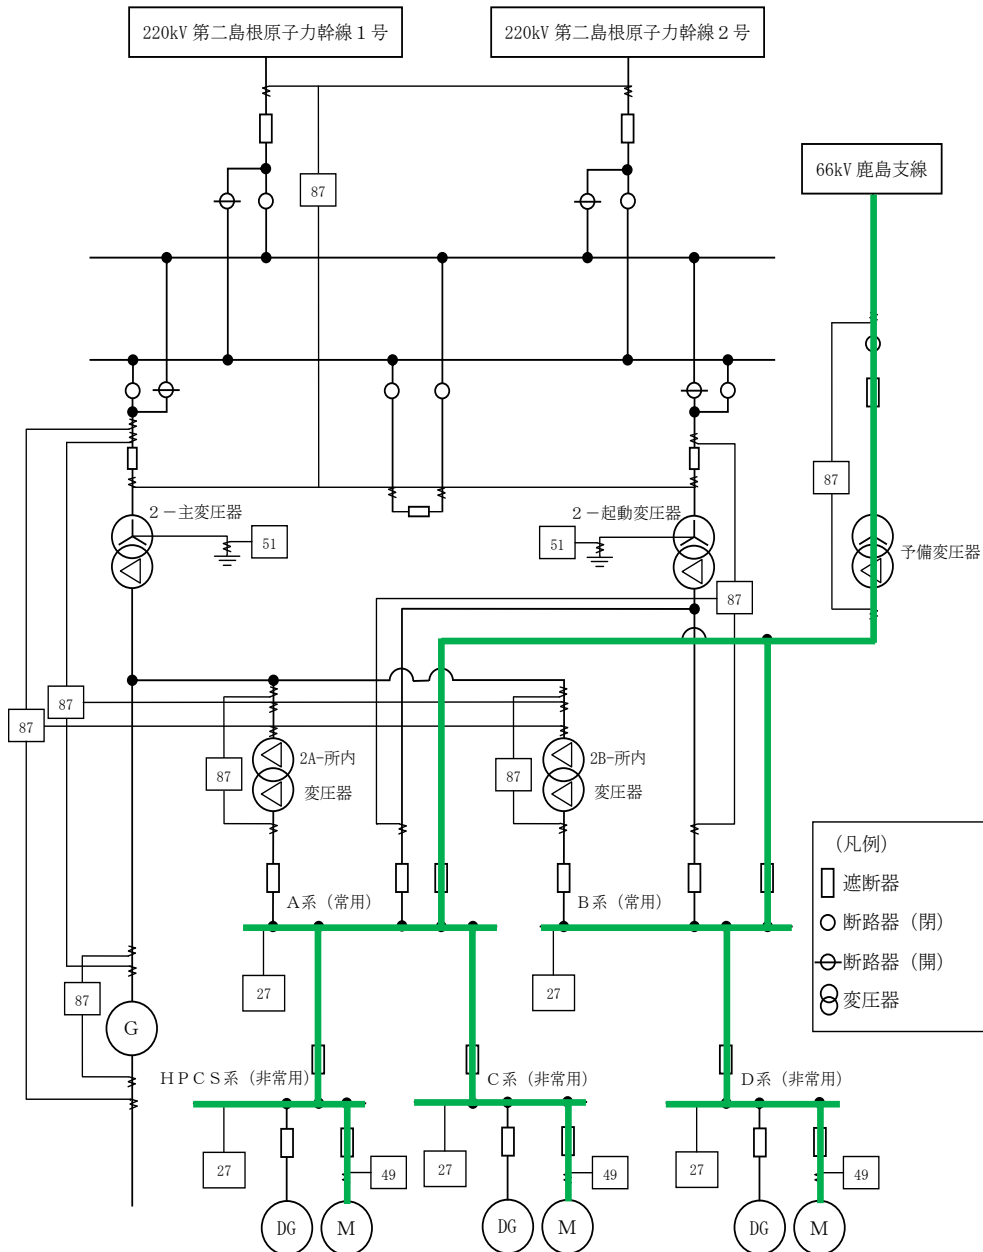 220kV 第二島根原子力幹線１号
220kV 第二島根原子力幹線２号
66kV 鹿島支線
87
87
２－主変圧器
51
２－起動変圧器
51
予備変圧器
87
87
87
2A-所内
変圧器
87
2B-所内
変圧器
87
（凡例）
遮断器
断路器（閉）
断路器（開）
変圧器
Ａ系（常用）
Ｂ系（常用）
27
27
87
G
ＨＰＣＳ系（非常用）
Ｃ系（非常用）
Ｄ系（非常用）
27
49
27
49
27
49
DG
M
DG
M
DG
M